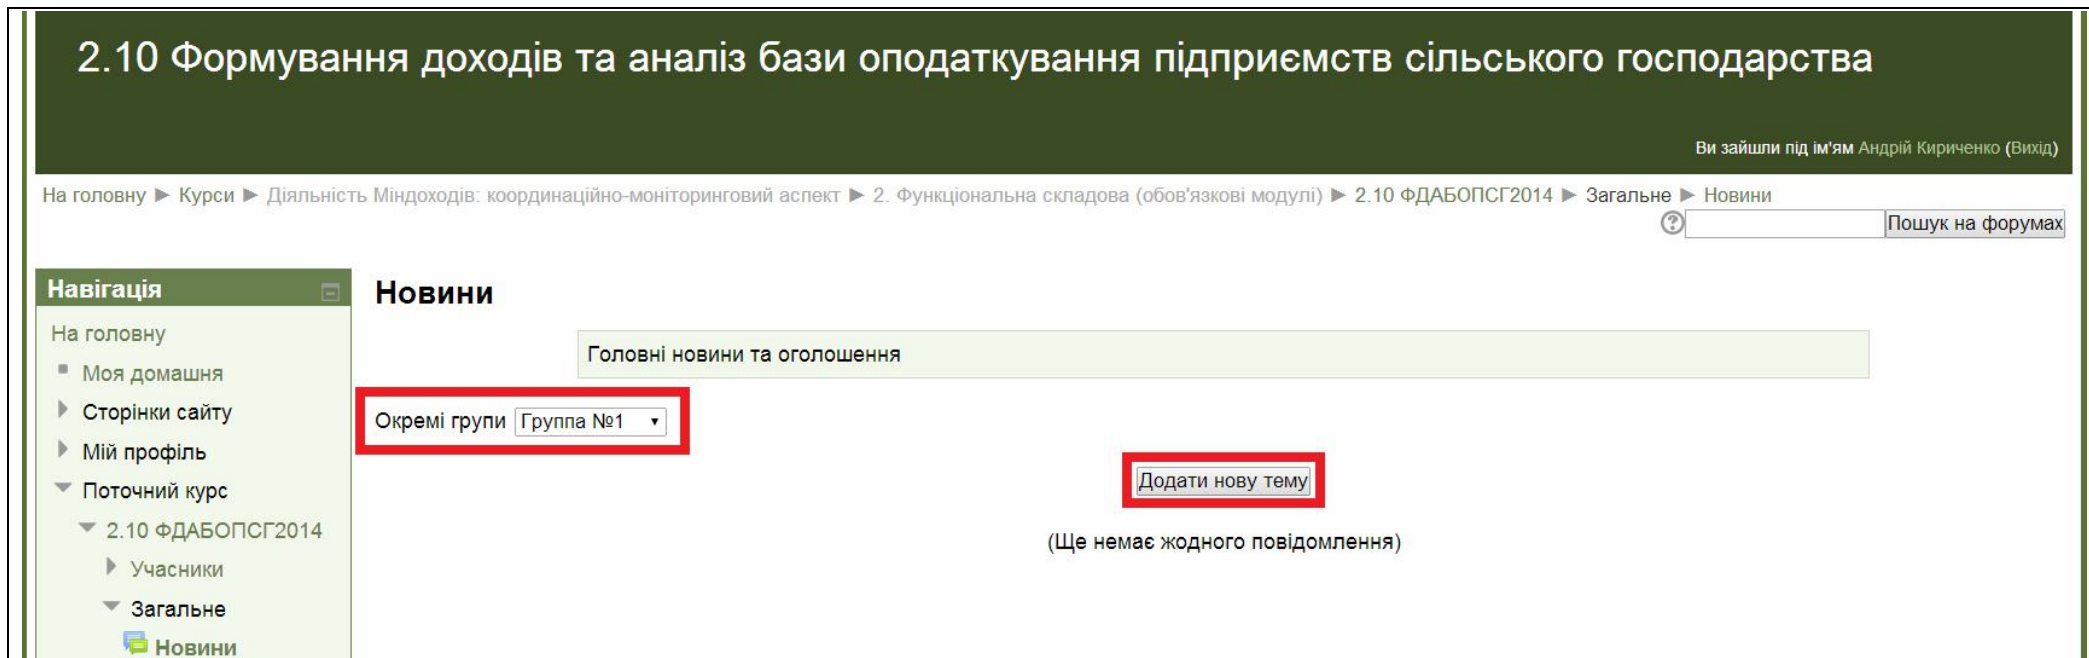 2.10 Формування доходів та аналіз бази оподаткування підприємств сільського господарства
Ви зайшли під ім'ям Андрій Кириченко (Вихід)
На головну ► Курси ► Діяльність Міндоходів: координаційно-моніторинговий аспект ► 2. Функціональна складова (обов'язкові модулі) ► 2.10 ФДАБОПСГ2014 ► Загальне ► Новини
Пошук на форумах
Навігація
На головну
Моя домашня
Сторінки сайту
Мій профіль
Поточний курс
2.10 ФДАБОПСГ2014
Учасники
Загальне
Новини
Новини
Головні новини та оголошення
Окремі групи Группа №1
Додати нову тему
(Ще немає жодного повідомлення)